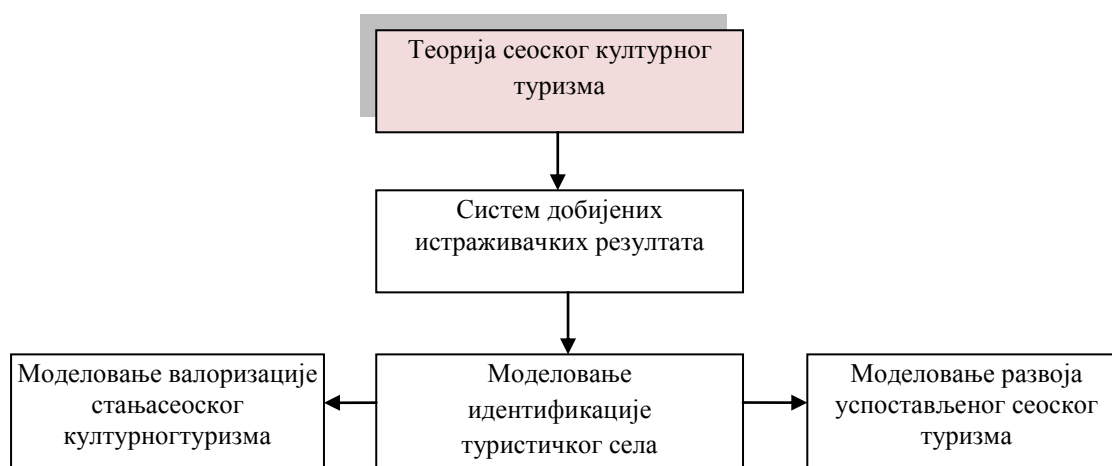 Теорија сеоског културног
туризма
Систем добијених
истраживачких резултата
Моделовање валоризације
стањасеоског
културноггтуризма
Моделовање
идентификације
туристичког села
Моделовање развоја
успостављеног сеоског
туризма